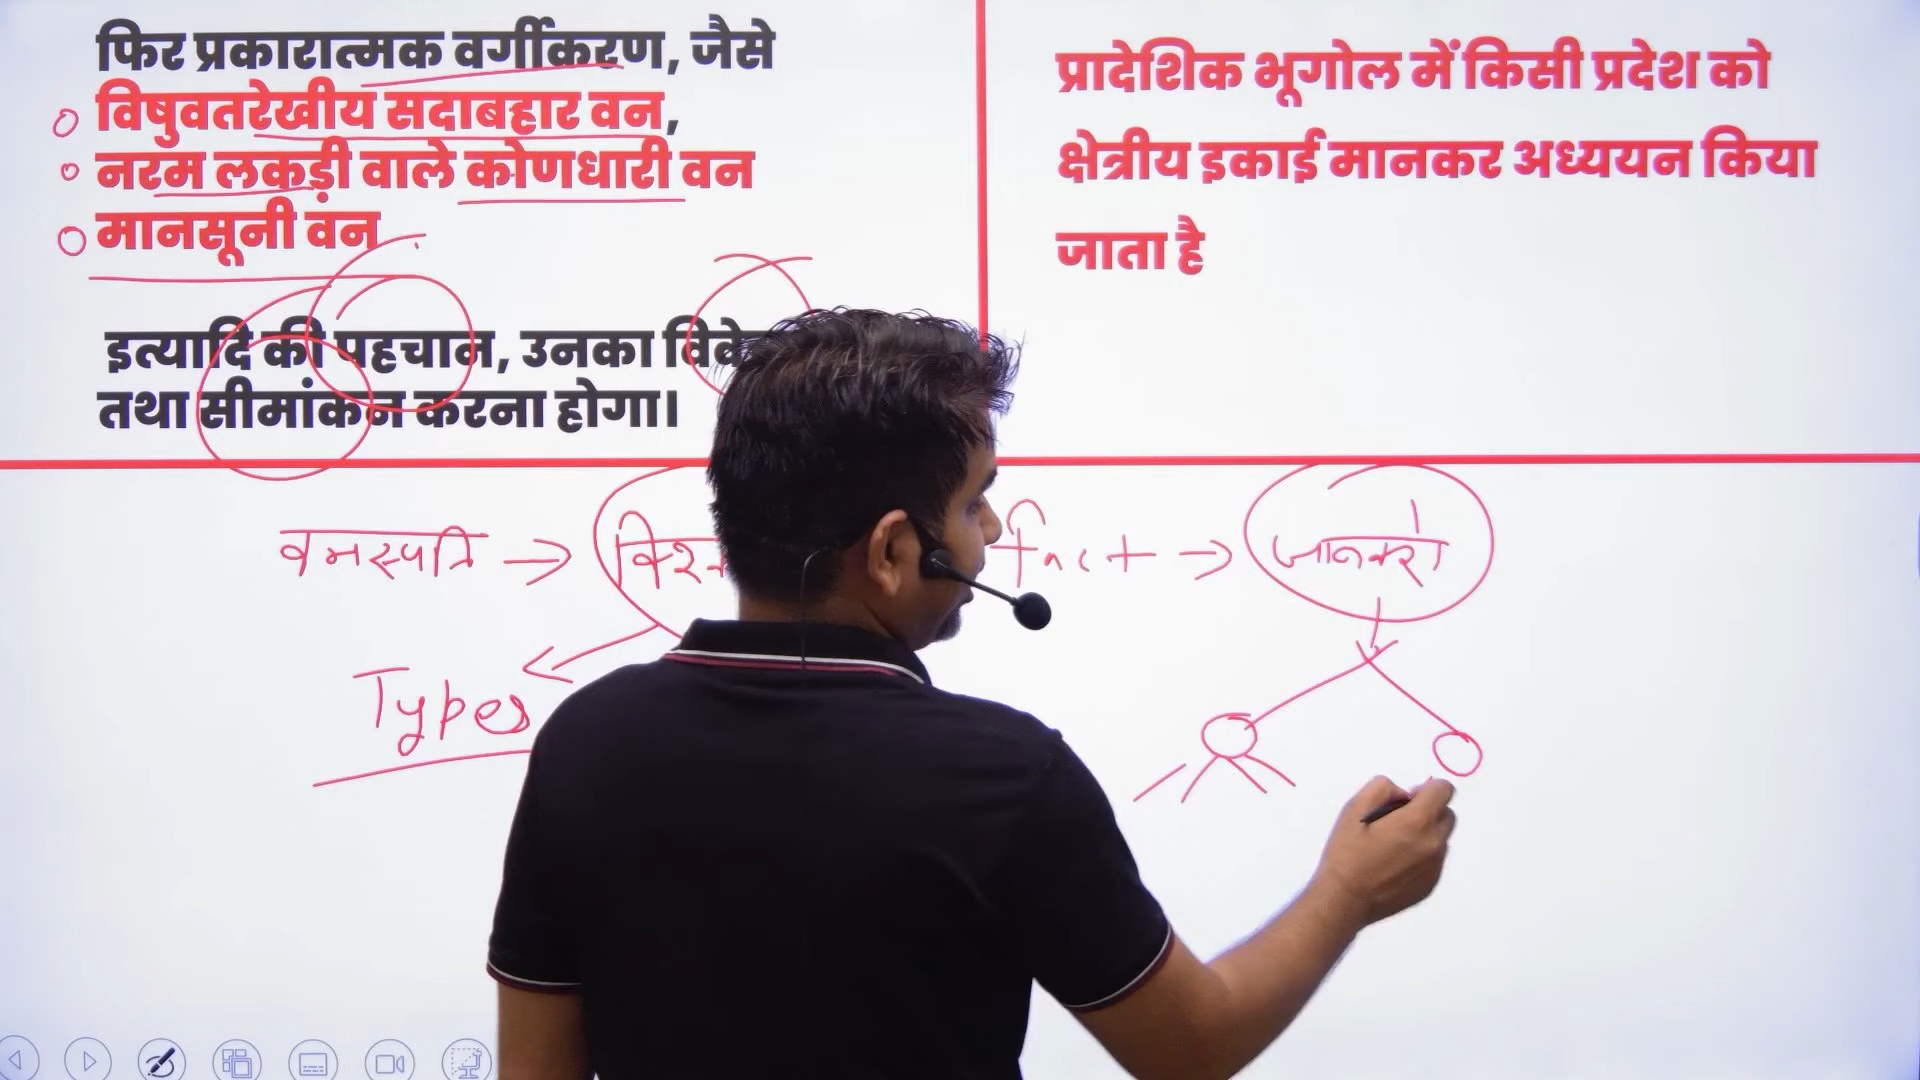 फिर प्रकारात्मक वर्गीकरण, जैसे
विषुवतरेखीय सदाबहार वन,
नरम लकड़ी वाले कोणधारी वन
मानसूनी वन
इत्यादि की पहचान, उनका
तथा सीमांकन करना होगा।
प्रादेशिक भूगोल में किसी प्रदेश को
क्षेत्रीय इकाई मानकर अध्ययन किया
जाता है
वनस्पति → fact →
Types